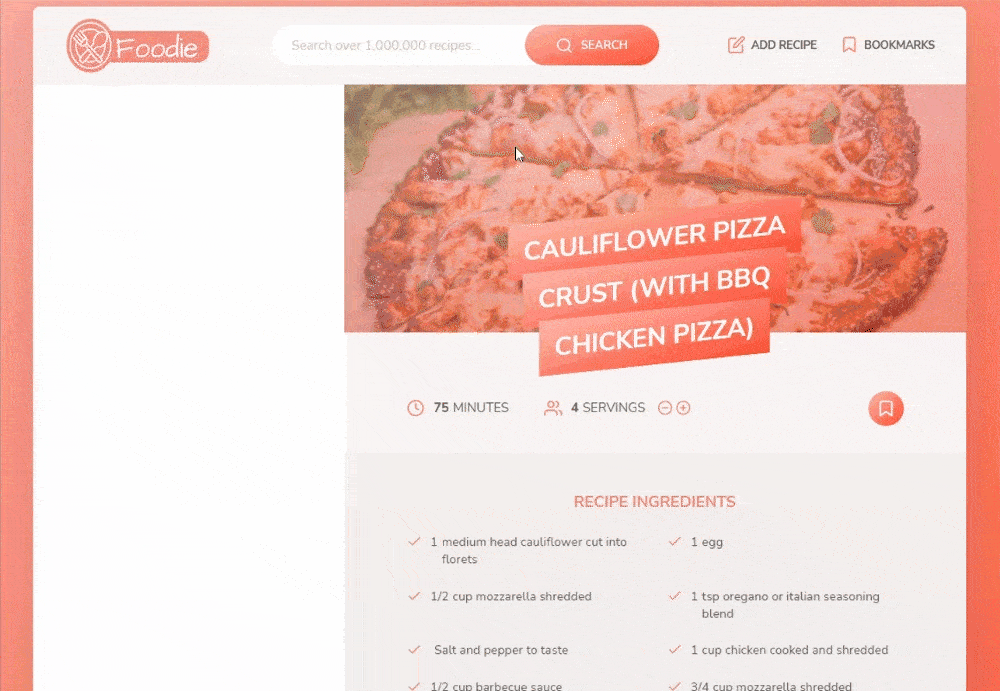 Foodie
Search over 1,000,000 recipes...
SEARCH
ADD RECIPE
BOOKMARKS
CAULIFLOWER PIZZA
CRUST (WITH BBQ
CHICKEN PIZZA)
75 MINUTES
4 SERVINGS
RECIPE INGREDIENTS
1 medium head cauliflower cut into
florets
1 egg
1/2 cup mozzarella shredded
1 tsp oregano or italian seasoning
blend
Salt and pepper to taste
1 cup chicken cooked and shredded
1/2 cup barbecue sauce
3/4 cup mozzarella shredded